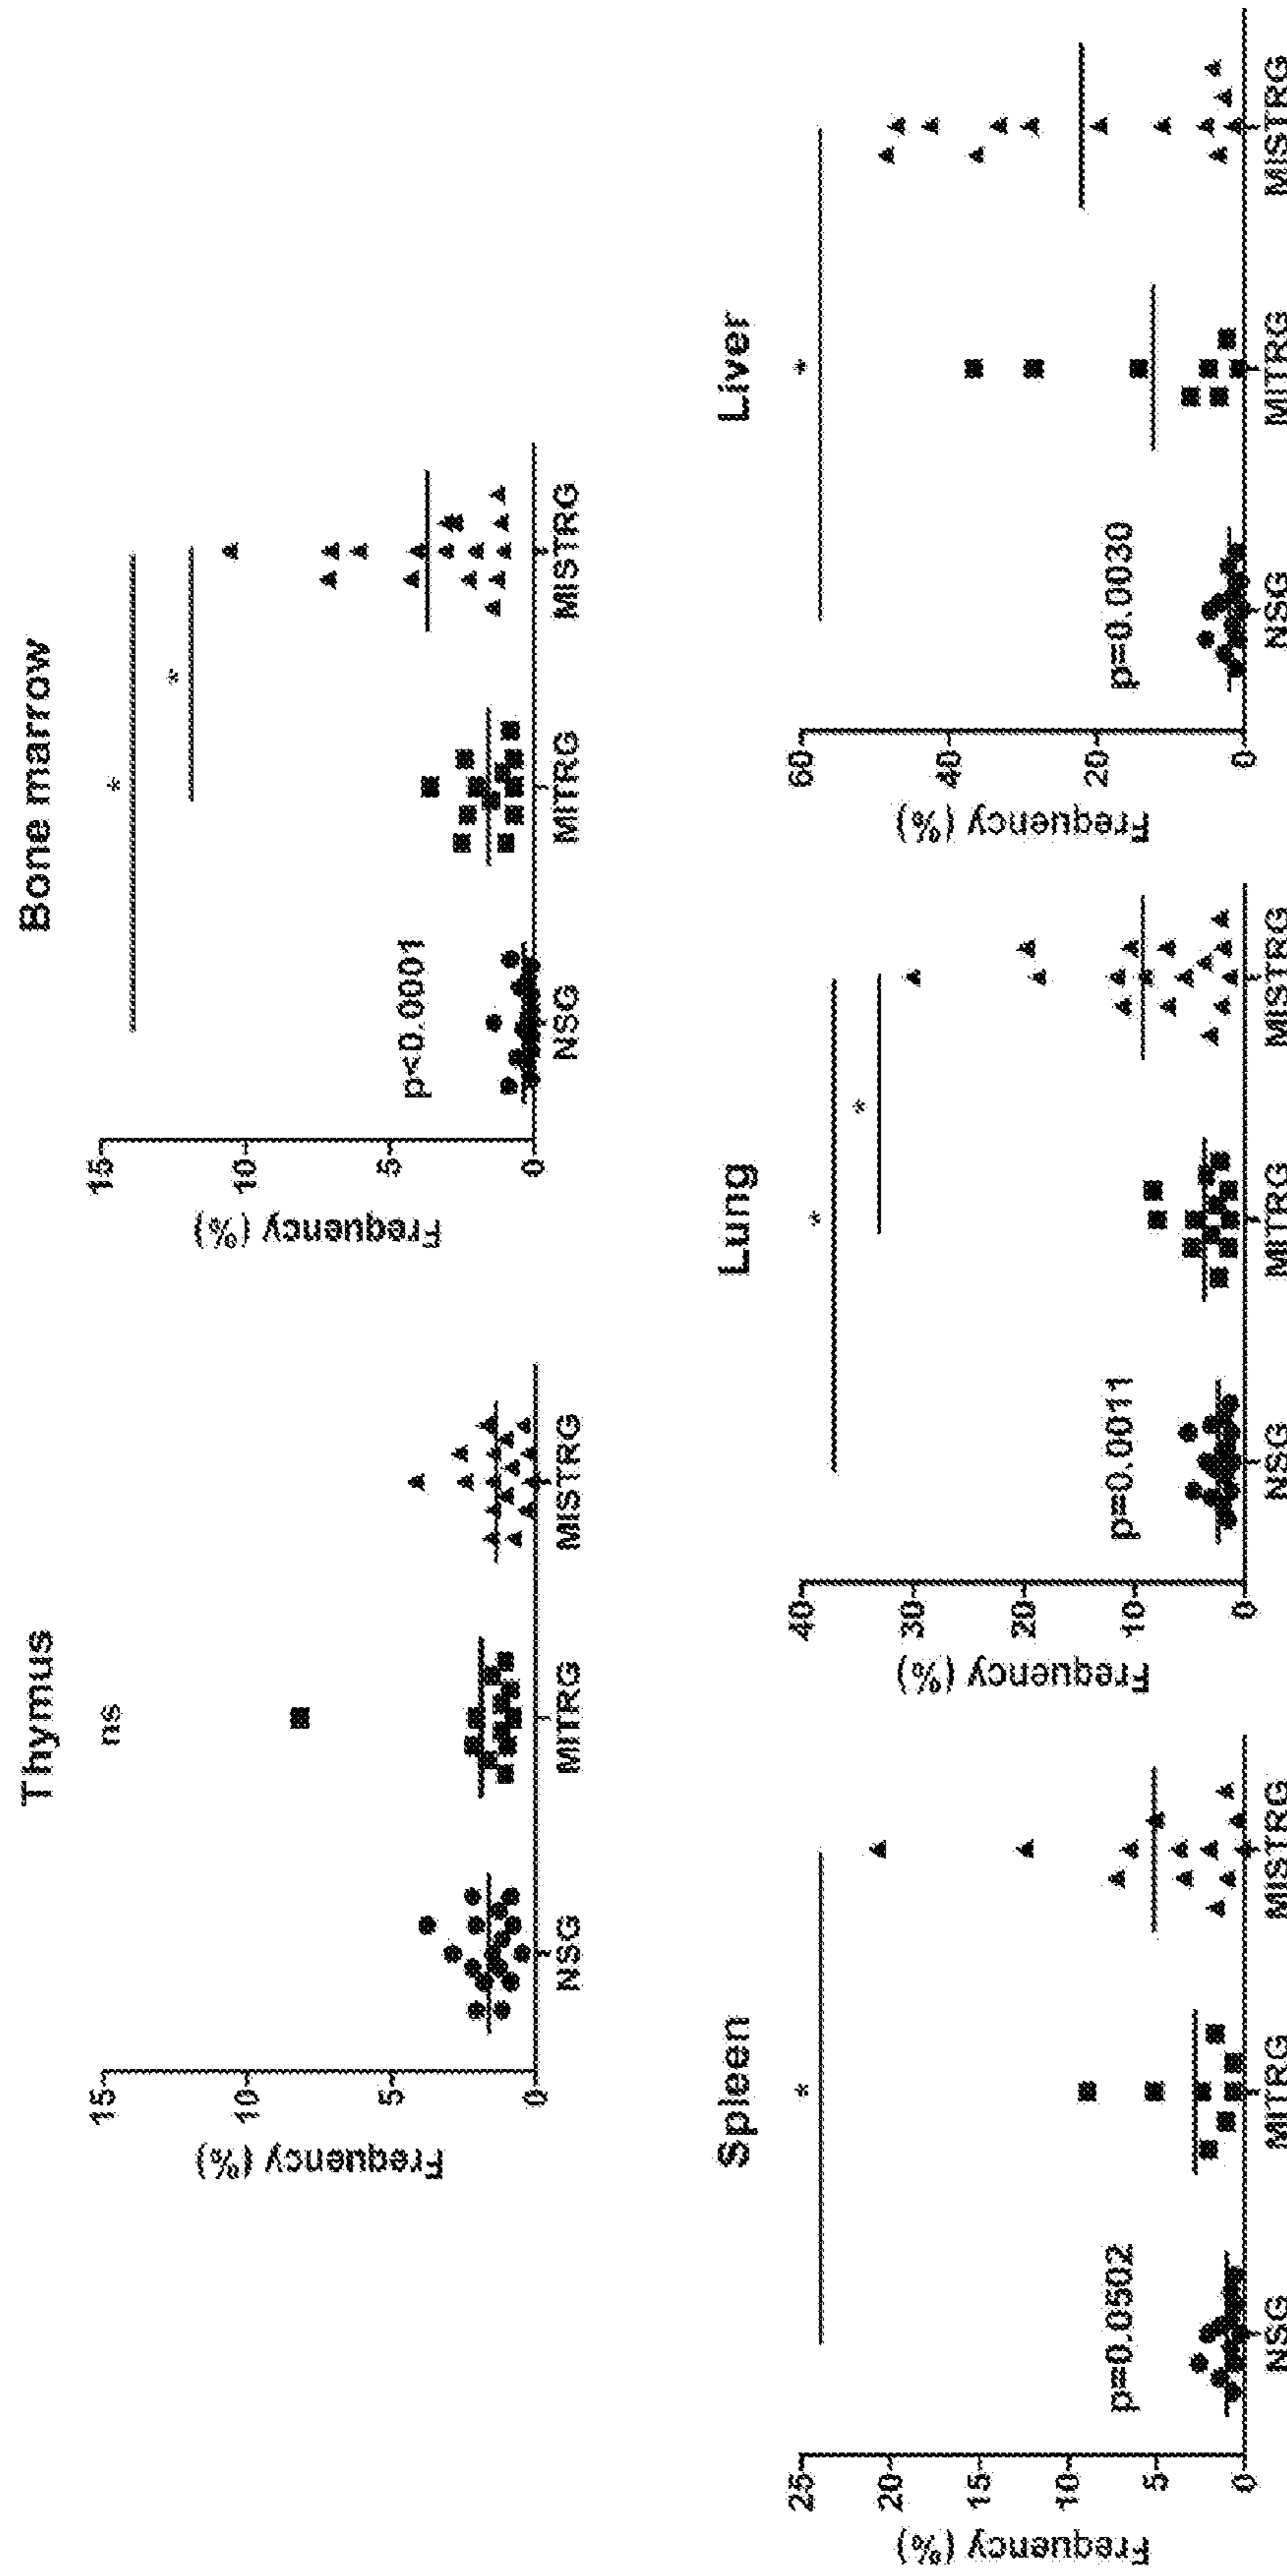 Thymus
ns
Frequency (%)
15
10
5
0
NSG
MITRG
MISTRG
Bone marrow
*
*
p<0.0001
Frequency (%)
15
10
5
0
NSG
MITRG
MISTRG
Spleen
*
p=0.0502
Frequency (%)
25
20
15
10
5
0
NSG
MITRG
MISTRG
Lung
*
*
p=0.0011
Frequency (%)
40
30
20
10
0
NSG
MITRG
MISTRG
Liver
*
p=0.0030
Frequency (%)
60
40
20
0
NSG
MITRG
MISTRG